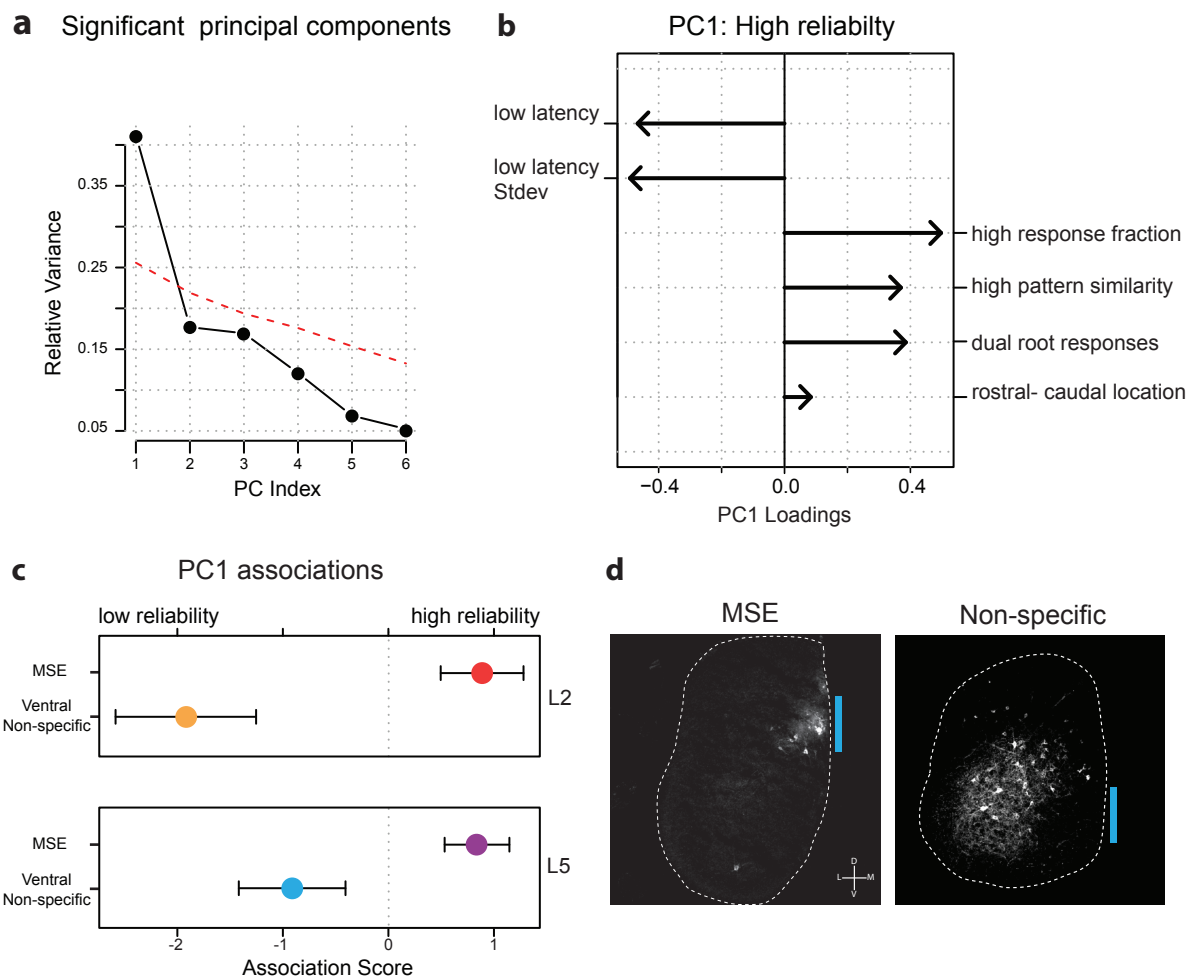 a Significant principal components
0.35
0.25
0.15
0.05
Relative Variance
1 2 3 4 5 6
PC Index
b PC1: High reliabilty
low latency
low latency
Stdev
high response fraction
high pattern similarity
dual root responses
rostral- caudal location
−0.4 0.0 0.4
PC1 Loadings
c PC1 associations
low reliability high reliability
MSE
Ventral
Non-specific
L2
MSE
Ventral
Non-specific
L5
-2 -1 0 1
Association Score
d
MSE Non-specific
D
L M
V